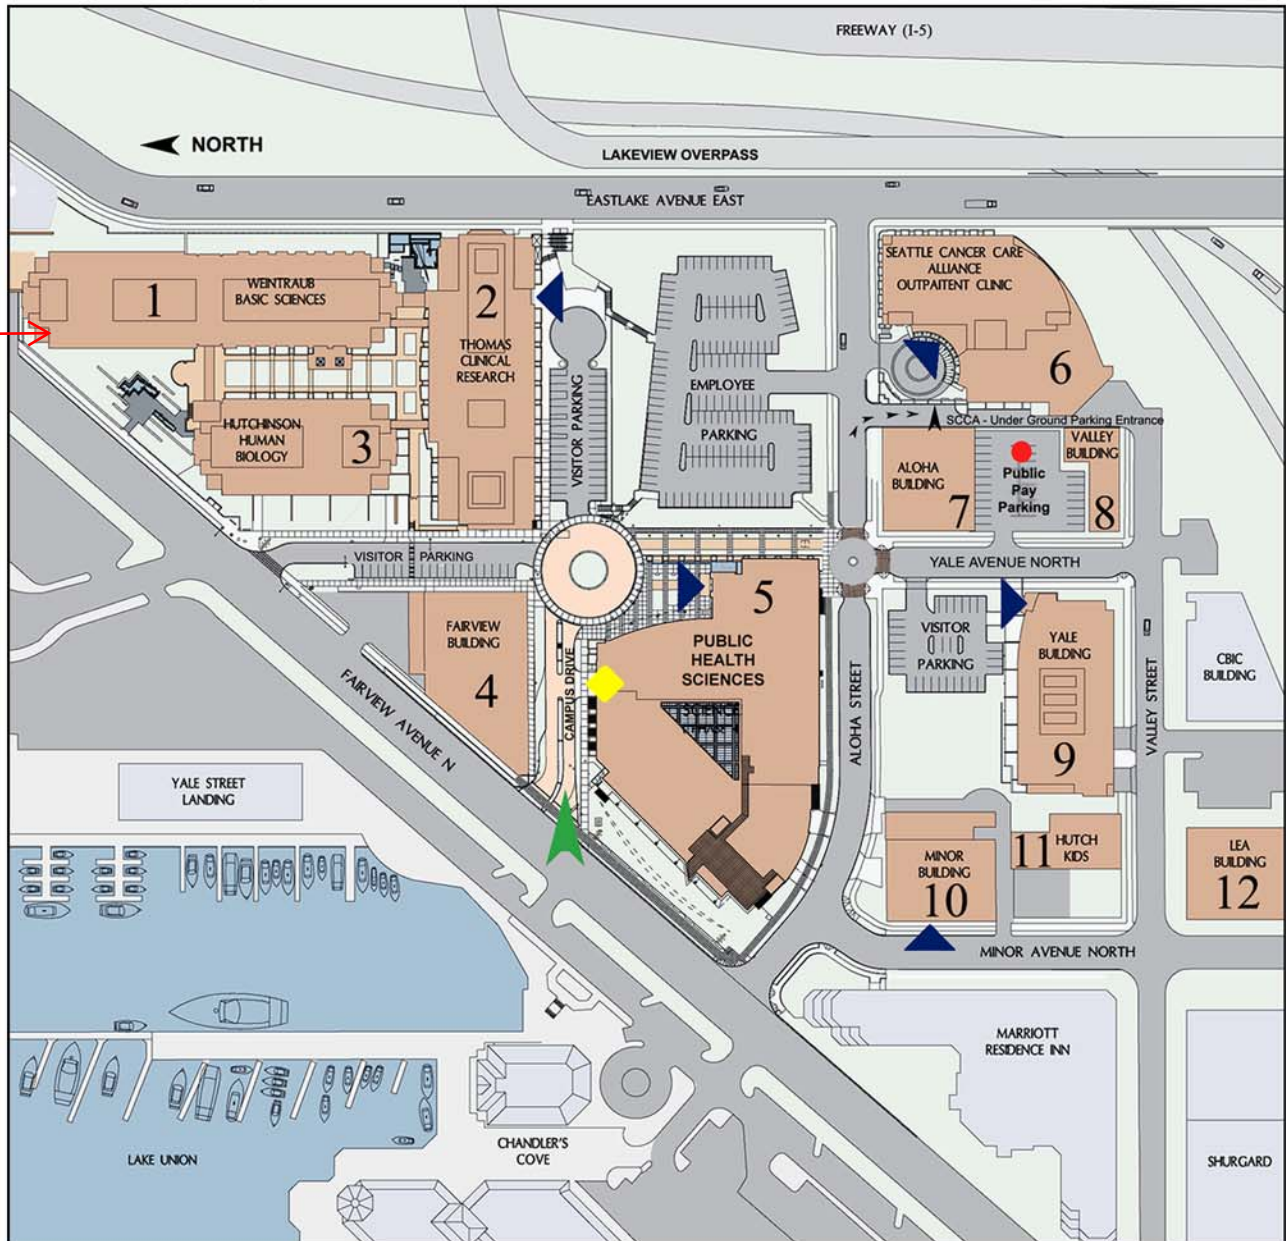 FREEWAY (I-5)
NORTH
LAKEVIEW OVERPASS
EASTLAKE AVENUE EAST
1
WEINTRAUB
BASIC SCIENCES
2
THOMAS
CLINICAL
RESEARCH
SEATTLE CANCER CARE
ALLIANCE
OUTPAITENT CLINIC
6
HUTCHINSON
HUMAN
BIOLOGY
3
VISITOR PARKING
EMPLOYEE
PARKING
SCCA - Under Ground Parking Entrance
ALOHA
BUILDING
7
Public
Pay
Parking
VALLEY
BUILDING
8
VISITOR PARKING
YALE AVENUE NORTH
FAIRVIEW
BUILDING
4
CAMPUS DRIVE
5
PUBLIC
HEALTH
SCIENCES
VISITOR
PARKING
YALE
BUILDING
9
CBIC
BUILDING
FAIRVIEW AVENUE N
ALOHA STREET
VALLEY STREET
YALE STREET
LANDING
MINOR
BUILDING
10
11
HUTCH
KIDS
LEA
BUILDING
12
MINOR AVENUE NORTH
MARRIOTT
RESIDENCE INN
CHANDLER'S
COVE
LAKE UNION
SHURGARD